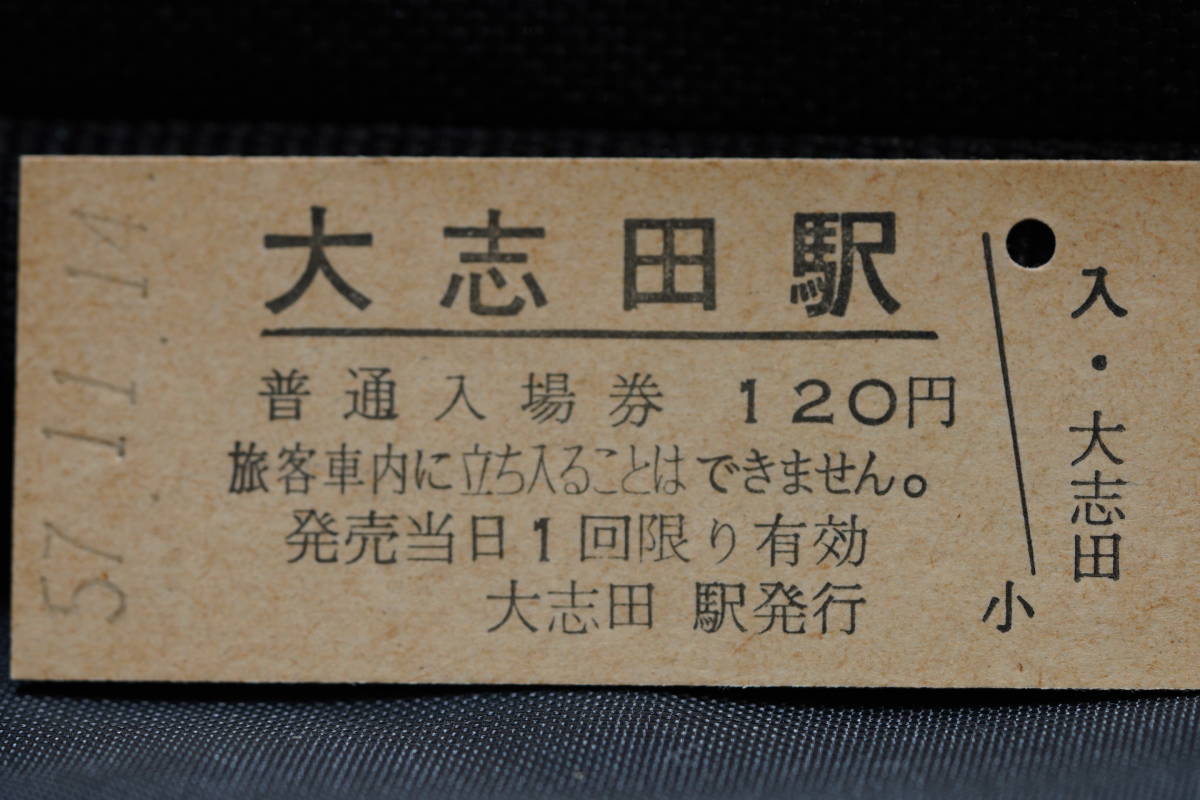 大志田駅
普通入場券 120円
旅客車内に立ち入ることはできません。
発売当日1回限り有効
大志田 駅発行
小
入・大志田
57.11.14